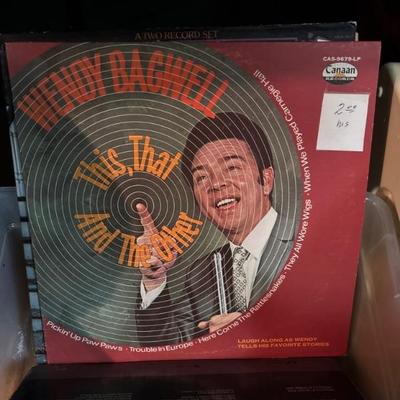 A TWO RECORD SET
CAS-9679-LP
Canaan
WENDY BAGWELL
2.00
his
This, That
And The Other
Pickin' Up Paw Paw's · Trouble In Europe · Here Come The Rattlesnakes · They All Wore Wigs · When We Played Carnegie Hall
LAUGH ALONG AS WENDY
TELLS HIS FAVORITE STORIES